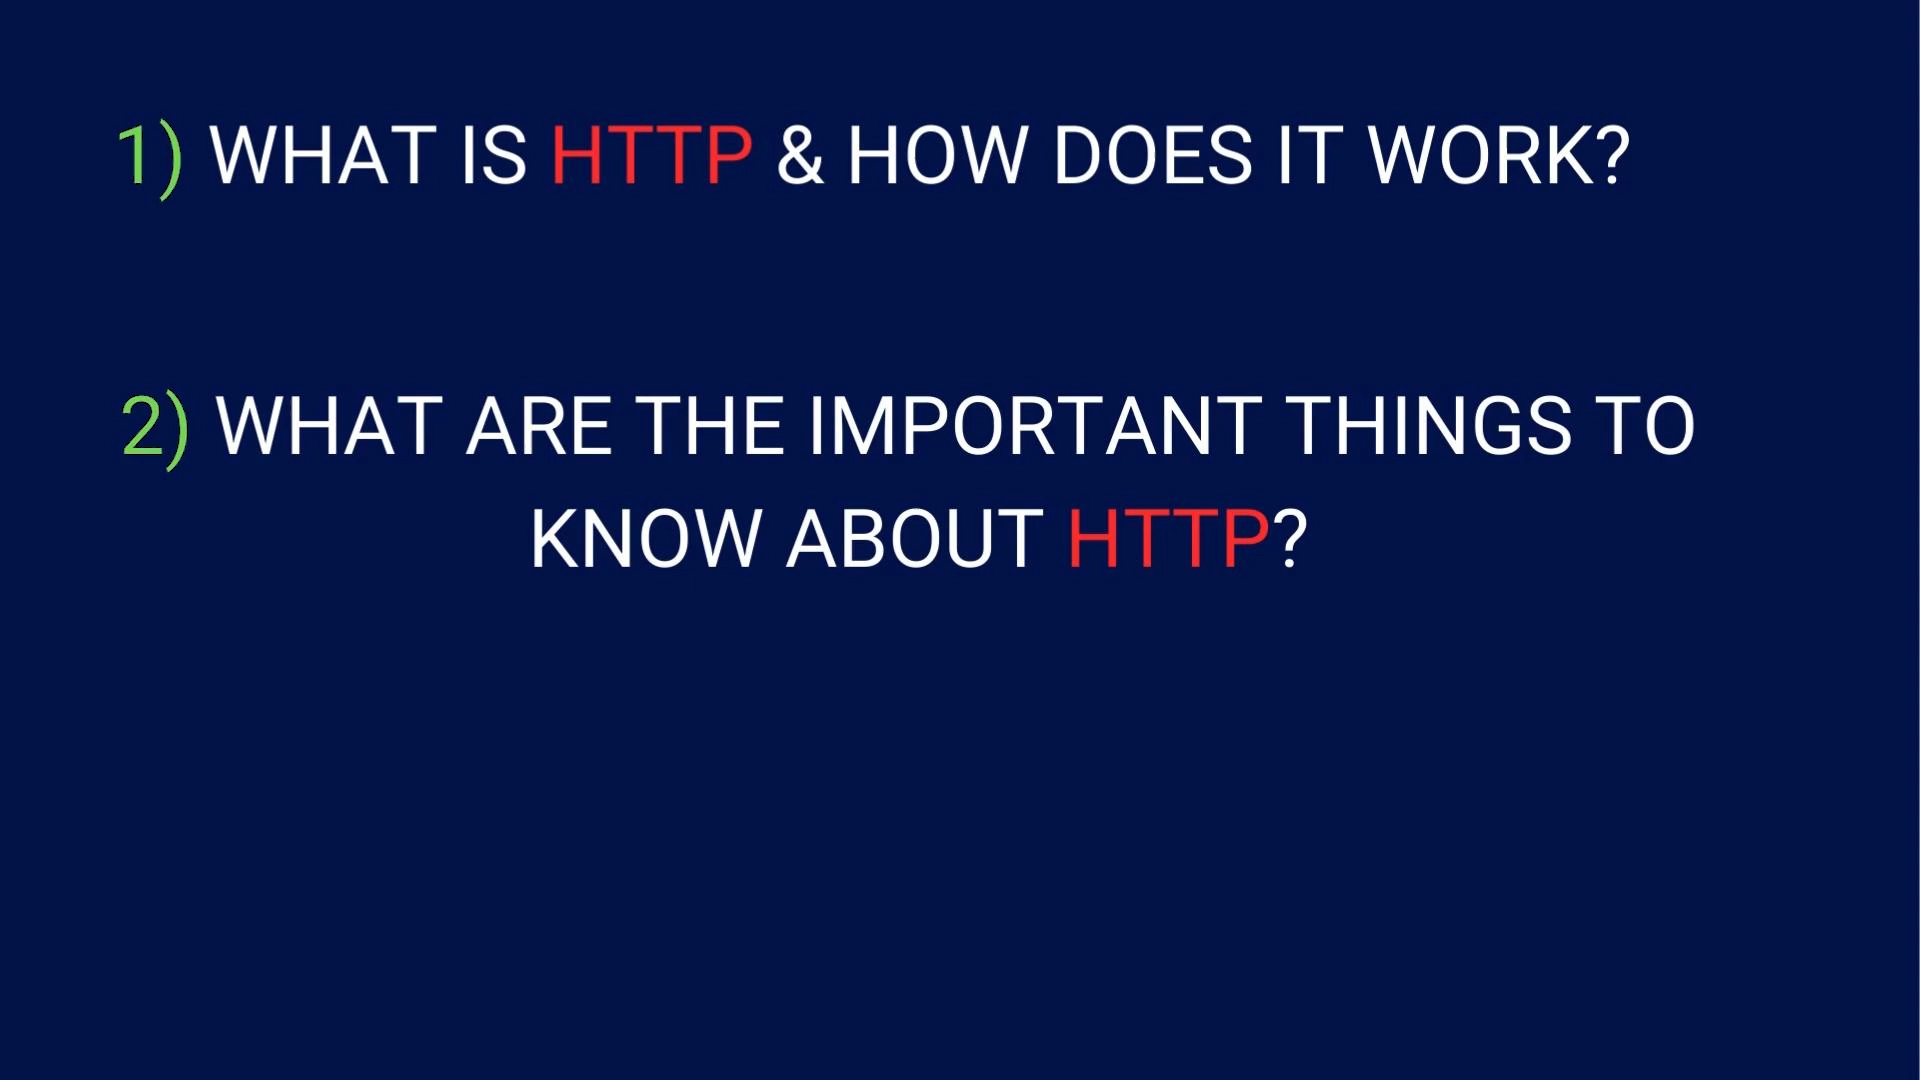 1) WHAT IS HTTP & HOW DOES IT WORK?
2) WHAT ARE THE IMPORTANT THINGS TO
KNOW ABOUT HTTP?